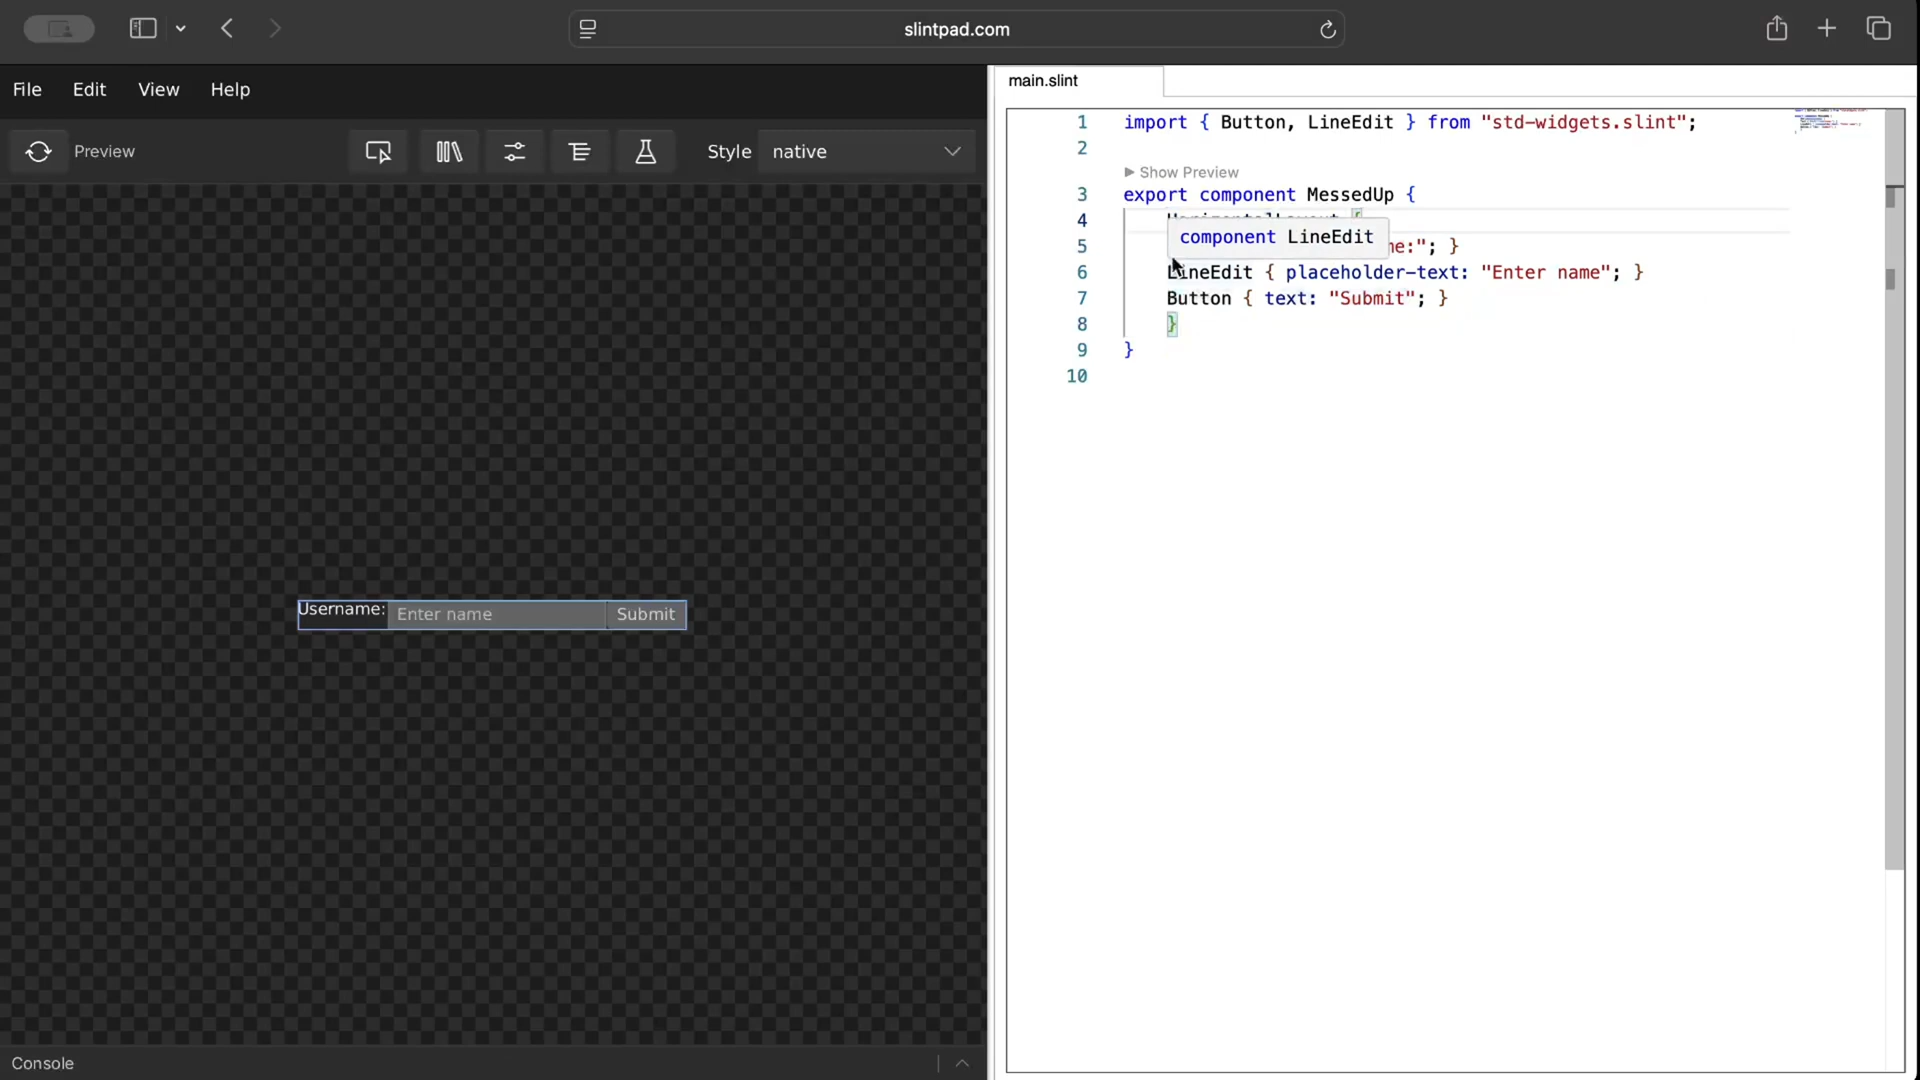 slintpad.com
File Edit View Help
Preview
Style native
main.slint
1 import { Button, LineEdit } from "std-widgets.slint";
2
Show Preview
3 export component MessedUp {
4 HorizontalLayout {
component LineEdit
5 me:"; }
6 LineEdit { placeholder-text: "Enter name"; }
7 Button { text: "Submit"; }
8 }
9 }
10
Username: Enter name Submit
Console